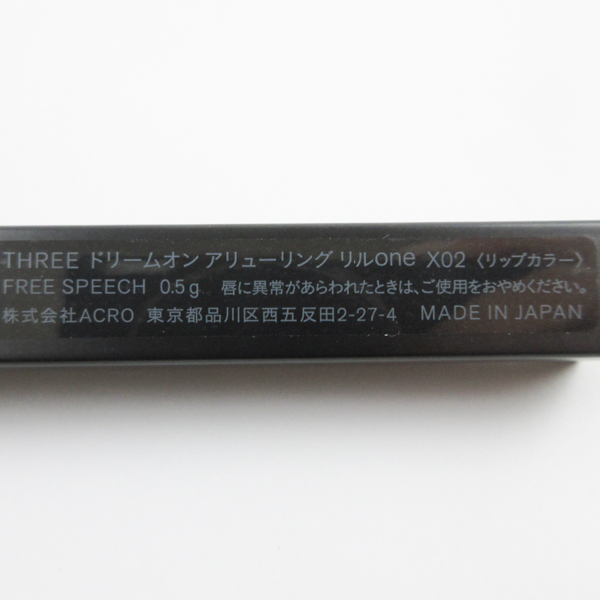 THREE ドリームオン アリューリング リルone X02 〈リップカラー〉
FREE SPEECH 0.5g 唇に異常があらわれたときは、ご使用をおやめください。
株式会社ACRO 東京都品川区西五反田2-27-4 MADE IN JAPAN